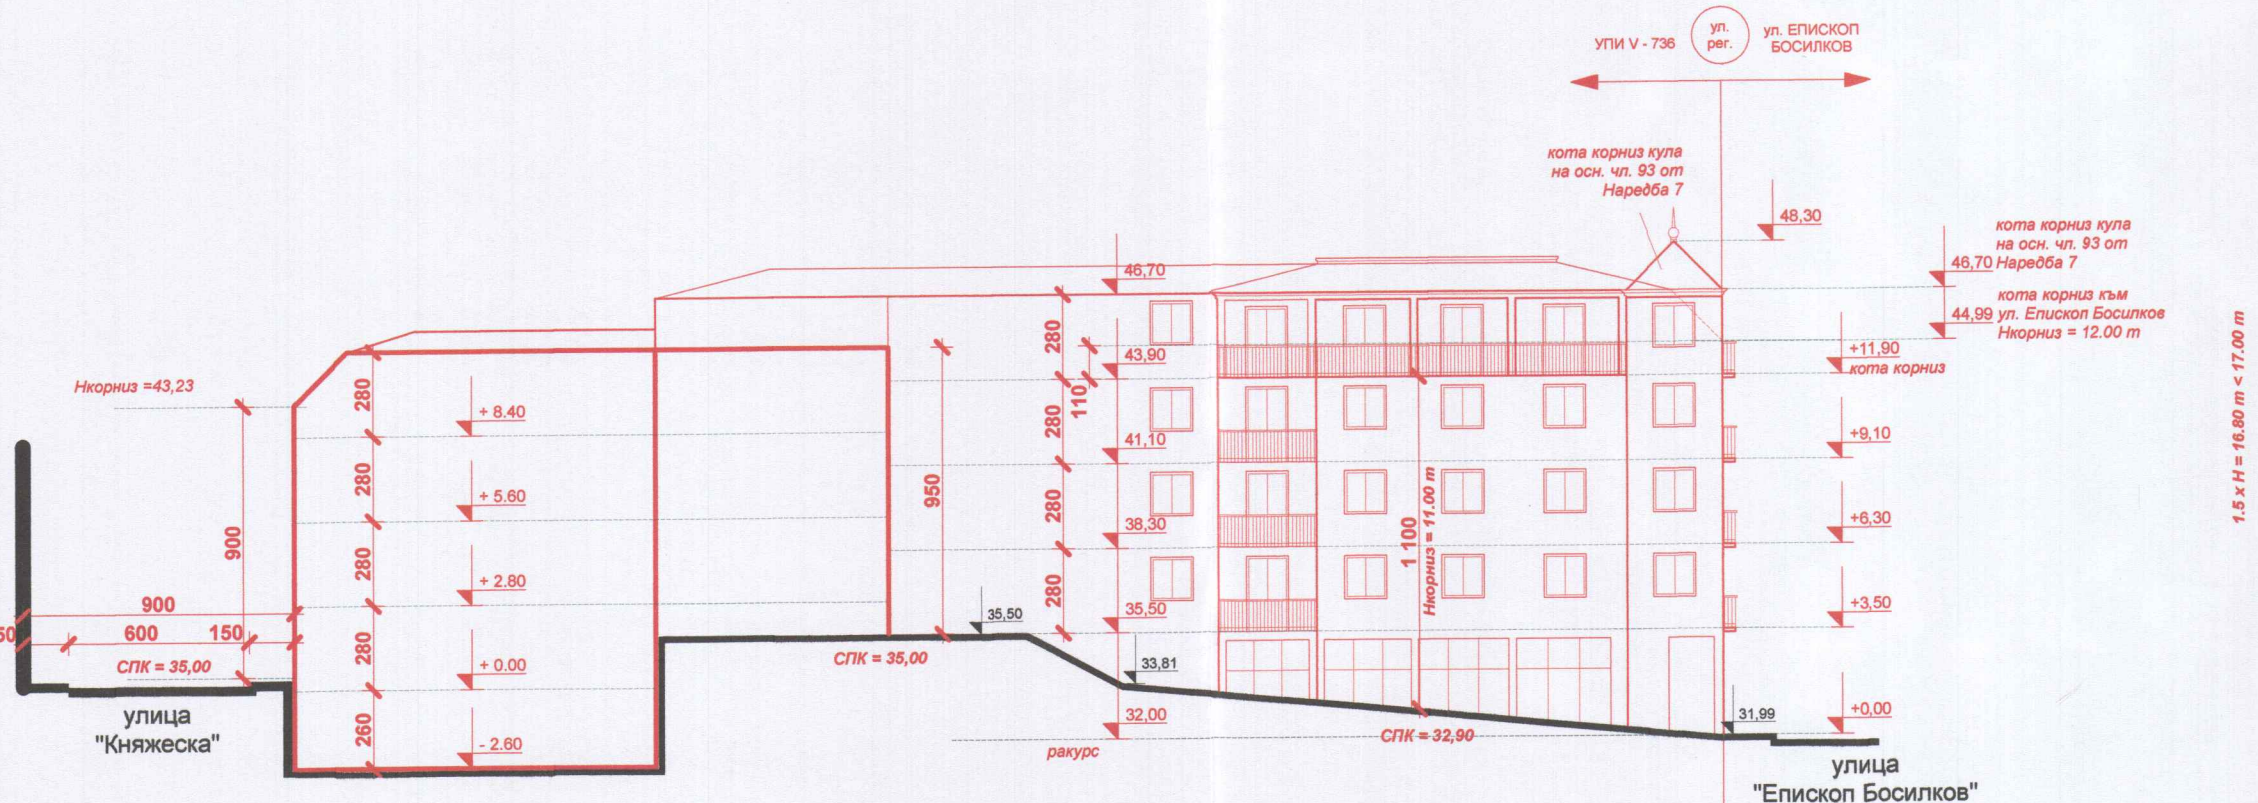 УПИ V - 736
ул.
рег.
ул. ЕПИСКОП
БОСИЛКОВ
кота корниз кула
на осн. чл. 93 от
Наредба 7
48,30
кота корниз кула
на осн. чл. 93 от
46,70 Наредба 7
кота корниз към
44,99 ул. Епископ Босилков
Нкорниз = 12.00 m
+11,90
кота корниз
+9,10
+6,30
+3,50
+0,00
1.5 x H = 16.80 m < 17.00 m
46,70
280
43,90
110
280
41,10
280
38,30
280
35,50
33,81
32,00
ракурс
1 100
Нкорниз = 11.00 m
СПК = 32,90
31,99
улица
"Епископ Босилков"
950
35,50
СПК = 35,00
Нкорниз =43,23
280
+ 8.40
280
+ 5.60
280
+ 2.80
280
+ 0.00
260
- 2.60
900
900
50
600
150
СПК = 35,00
улица
"Княжеска"